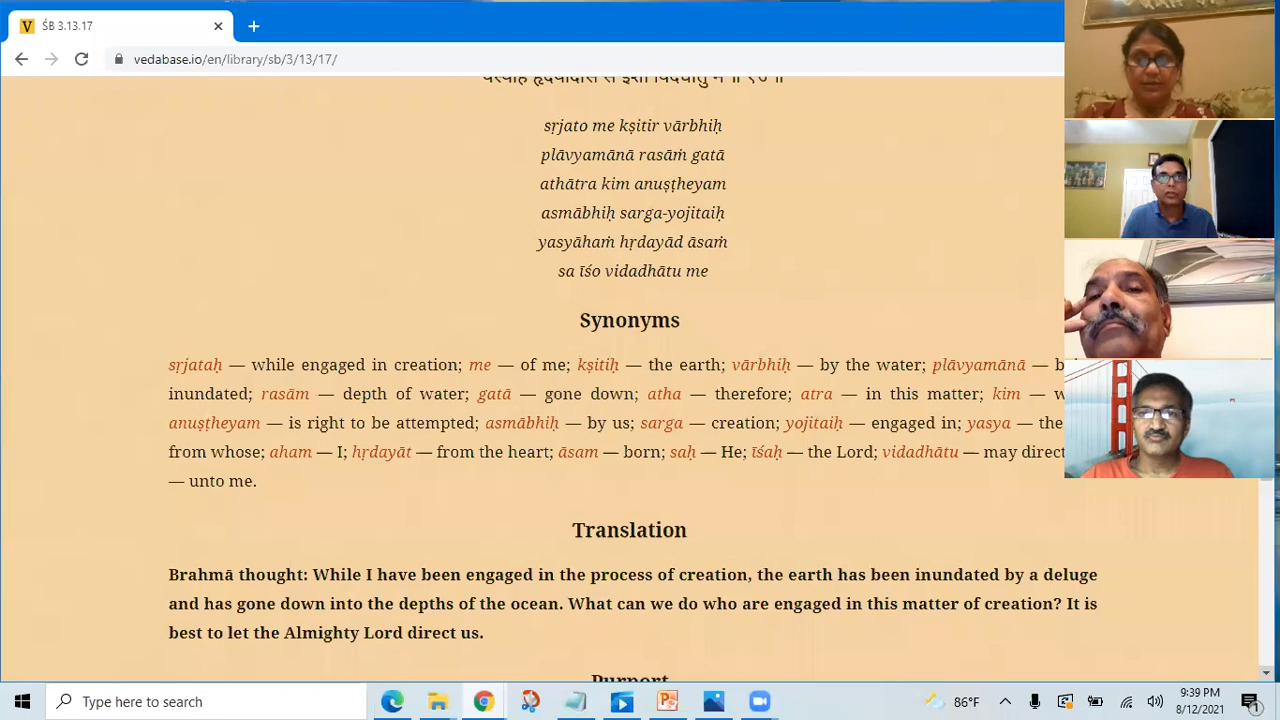 ŚB 3.13.17
vedabase.io/en/library/sb/3/13/17/
sṛjato me kṣitir vārbhiḥ
plāvyamānā rasāṁ gatā
athātra kim anuṣṭheyam
asmābhiḥ sarga-yojitaiḥ
yasyāhaṁ hṛdayād āsaṁ
sa īśo vidadhātu me
Synonyms
sṛjataḥ — while engaged in creation; me — of me; kṣitiḥ — the earth; vārbhiḥ — by the water; plāvyamānā —
inundated; rasām — depth of water; gatā — gone down; atha — therefore; atra — in this matter; kim —
anuṣṭheyam — is right to be attempted; asmābhiḥ — by us; sarga — creation; yojitaiḥ — engaged in; yasya —
from whose; aham — I; hṛdayāt — from the heart; āsam — born; saḥ — He; īśaḥ — the Lord; vidadhātu — may direct
— unto me.
Translation
Brahmā thought: While I have been engaged in the process of creation, the earth has been inundated by a deluge
and has gone down into the depths of the ocean. What can we do who are engaged in this matter of creation? It is
best to let the Almighty Lord direct us.
Purport
Type here to search
86°F
9:39 PM
8/12/2021